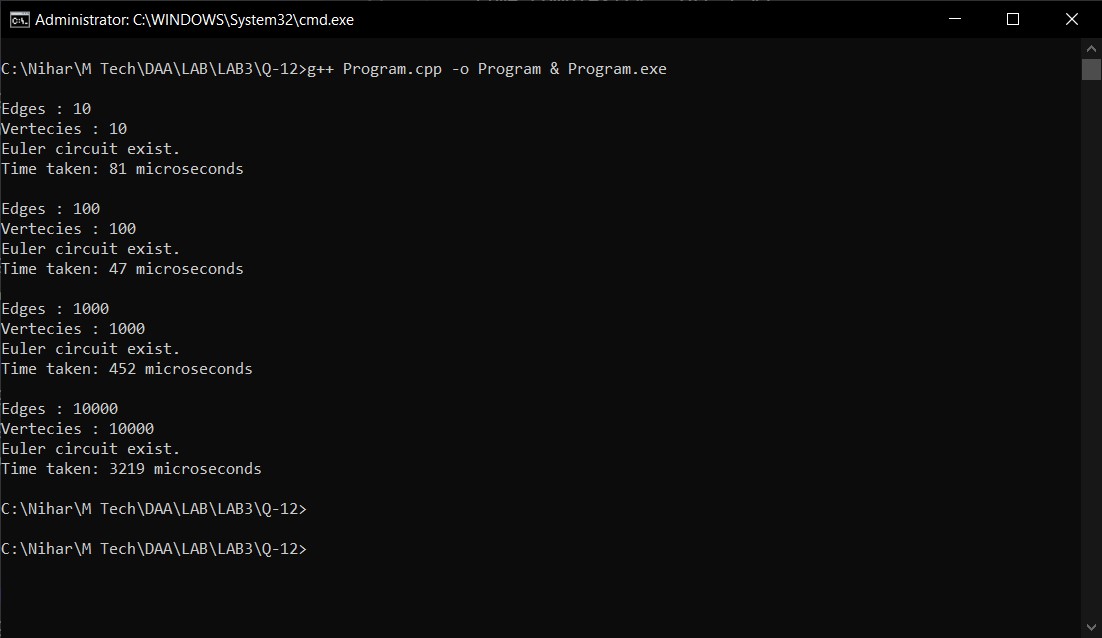 Administrator: C:\WINDOWS\System32\cmd.exe
C:\Nihar\M Tech\DAA\LAB\LAB3\Q-12>g++ Program.cpp -o Program & Program.exe
Edges : 10
Vertecies : 10
Euler circuit exist.
Time taken: 81 microseconds
Edges : 100
Vertecies : 100
Euler circuit exist.
Time taken: 47 microseconds
Edges : 1000
Vertecies : 1000
Euler circuit exist.
Time taken: 452 microseconds
Edges : 10000
Vertecies : 10000
Euler circuit exist.
Time taken: 3219 microseconds
C:\Nihar\M Tech\DAA\LAB\LAB3\Q-12>
C:\Nihar\M Tech\DAA\LAB\LAB3\Q-12>